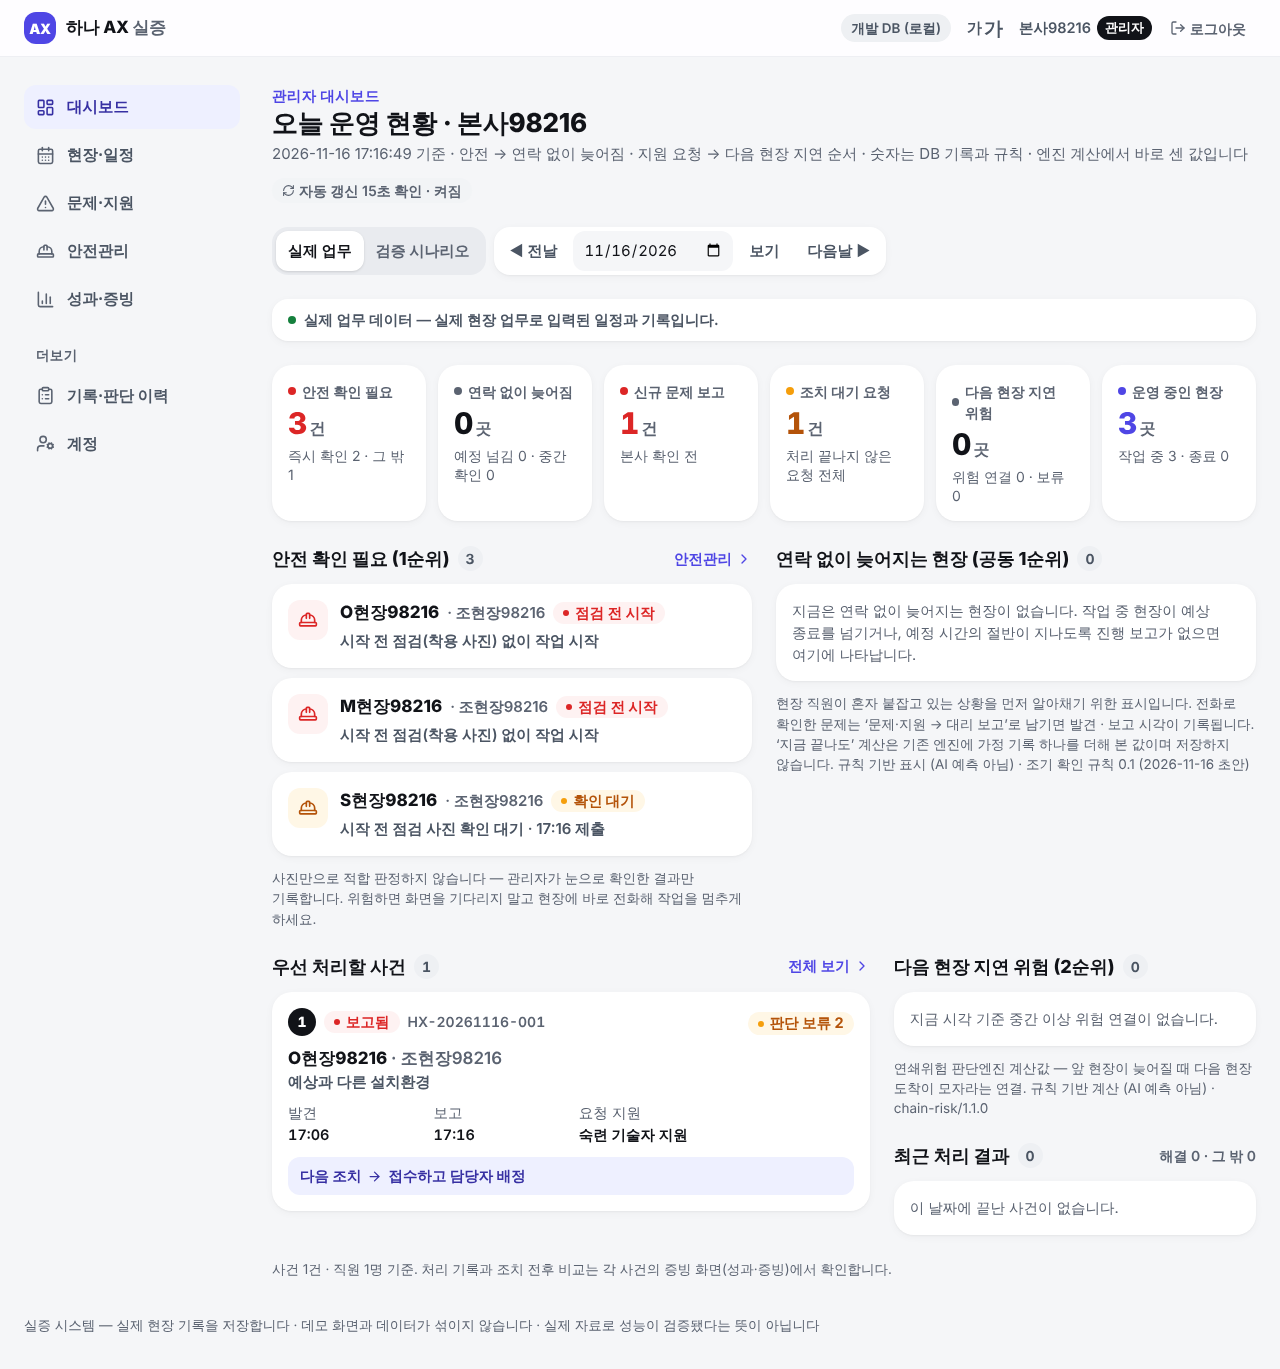 AX 하나 AX 실증
개발 DB (로컬) 가 가 본사98216 관리자 로그아웃
대시보드
현장·일정
문제·지원
안전관리
성과·증빙
더보기
기록·판단 이력
계정
관리자 대시보드
오늘 운영 현황 · 본사98216
2026-11-16 17:16:49 기준 · 안전 → 연락 없이 늦어짐 · 지원 요청 → 다음 현장 지연 순서 · 숫자는 DB 기록과 규칙 · 엔진 계산에서 바로 센 값입니다
자동 갱신 15초 확인 · 켜짐
실제 업무 검증 시나리오 ◀ 전날 11/16/2026 보기 다음날 ▶
실제 업무 데이터 — 실제 현장 업무로 입력된 일정과 기록입니다.
안전 확인 필요
3건
즉시 확인 2 · 그 밖
1
연락 없이 늦어짐
0곳
예정 넘김 0 · 중간
확인 0
신규 문제 보고
1건
본사 확인 전
조치 대기 요청
1건
처리 끝나지 않은
요청 전체
다음 현장 지연
위험
0곳
위험 연결 0 · 보류
0
운영 중인 현장
3곳
작업 중 3 · 종료 0
안전 확인 필요 (1순위) 3 안전관리
O현장98216 · 조현장98216 점검 전 시작
시작 전 점검(착용 사진) 없이 작업 시작
M현장98216 · 조현장98216 점검 전 시작
시작 전 점검(착용 사진) 없이 작업 시작
S현장98216 · 조현장98216 확인 대기
시작 전 점검 사진 확인 대기 · 17:16 제출
사진만으로 적합 판정하지 않습니다 — 관리자가 눈으로 확인한 결과만
기록합니다. 위험하면 화면을 기다리지 말고 현장에 바로 전화해 작업을 멈추게
하세요.
연락 없이 늦어지는 현장 (공동 1순위) 0
지금은 연락 없이 늦어지는 현장이 없습니다. 작업 중 현장이 예상
종료를 넘기거나, 예정 시간의 절반이 지나도록 진행 보고가 없으면
여기에 나타납니다.
현장 직원이 혼자 붙잡고 있는 상황을 먼저 알아채기 위한 표시입니다. 전화로
확인한 문제는 ‘문제·지원 → 대리 보고’로 남기면 발견 · 보고 시각이 기록됩니다.
‘지금 끝나도’ 계산은 기존 엔진에 가정 기록 하나를 더해 본 값이며 저장하지
않습니다. 규칙 기반 표시 (AI 예측 아님) · 조기 확인 규칙 0.1 (2026-11-16 초안)
우선 처리할 사건 1 전체 보기
1 보고됨 HX-20261116-001 판단 보류 2
O현장98216 · 조현장98216
예상과 다른 설치환경
발견 보고 요청 지원
17:06 17:16 숙련 기술자 지원
다음 조치 → 접수하고 담당자 배정
다음 현장 지연 위험 (2순위) 0
지금 시각 기준 중간 이상 위험 연결이 없습니다.
연쇄위험 판단엔진 계산값 — 앞 현장이 늦어질 때 다음 현장
도착이 모자라는 연결. 규칙 기반 계산 (AI 예측 아님) ·
chain-risk/1.1.0
최근 처리 결과 0 해결 0 · 그 밖 0
이 날짜에 끝난 사건이 없습니다.
사건 1건 · 직원 1명 기준. 처리 기록과 조치 전후 비교는 각 사건의 증빙 화면(성과·증빙)에서 확인합니다.
실증 시스템 — 실제 현장 기록을 저장합니다 · 데모 화면과 데이터가 섞이지 않습니다 · 실제 자료로 성능이 검증됐다는 뜻이 아닙니다